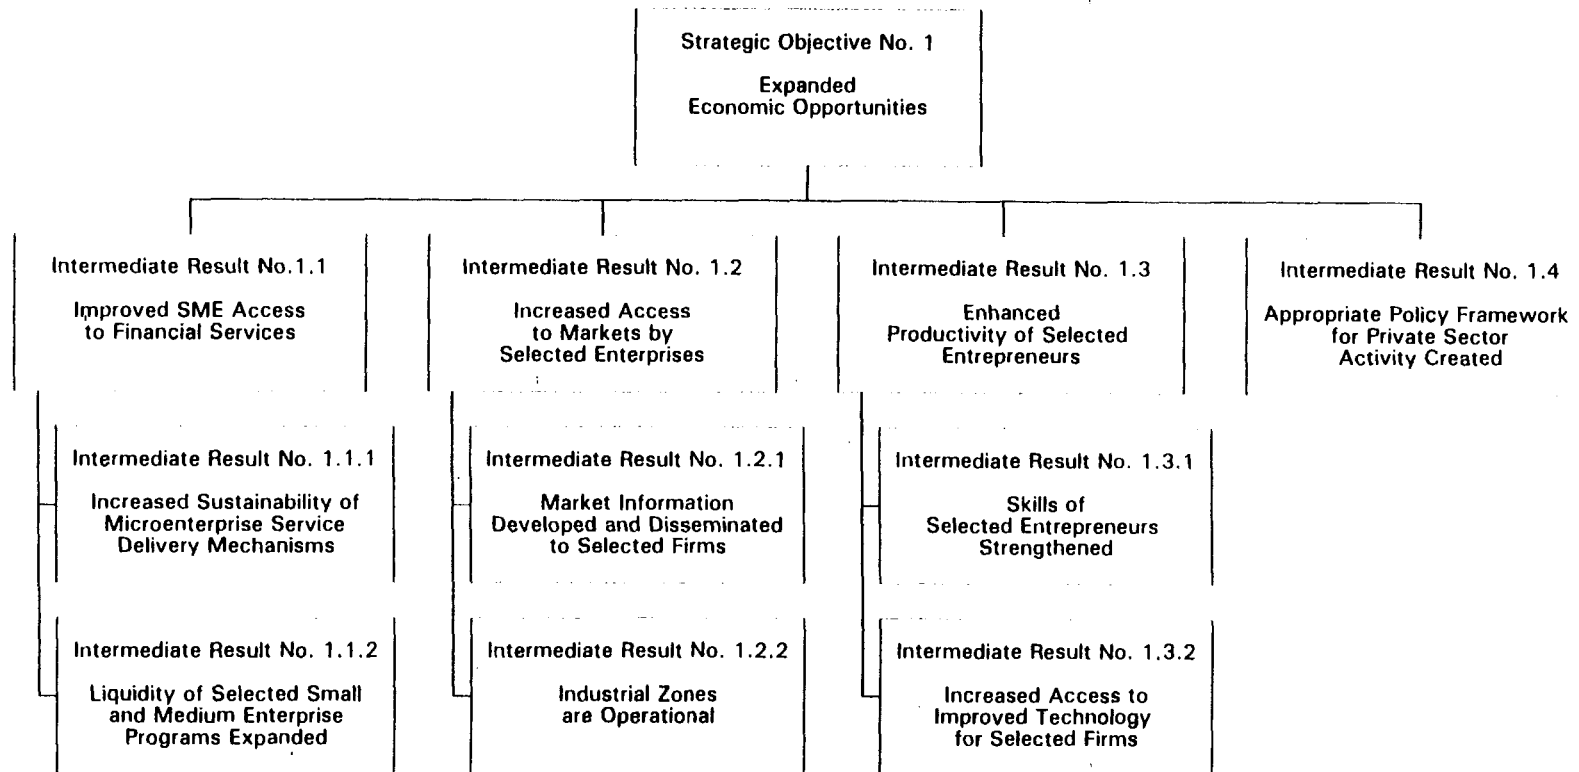 Strategic Objective No. 1
Expanded
Economic Opportunities
Intermediate Result No.1.1
Improved SME Access
to Financial Services
Intermediate Result No. 1.2
Increased Access
to Markets by
Selected Enterprises
Intermediate Result No. 1.3
Enhanced
Productivity of Selected
Entrepreneurs
Intermediate Result No. 1.4
Appropriate Policy Framework
for Private Sector
Activity Created
Intermediate Result No. 1.1.1
Increased Sustainability of
Microenterprise Service
Delivery Mechanisms
Intermediate Result No. 1.2.1
Market Information
Developed and Disseminated
to Selected Firms
Intermediate Result No. 1.3.1
Skills of
Selected Entrepreneurs
Strengthened
Intermediate Result No. 1.1.2
Liquidity of Selected Small
and Medium Enterprise
Programs Expanded
Intermediate Result No. 1.2.2
Industrial Zones
are Operational
Intermediate Result No. 1.3.2
Increased Access to
Improved Technology
for Selected Firms